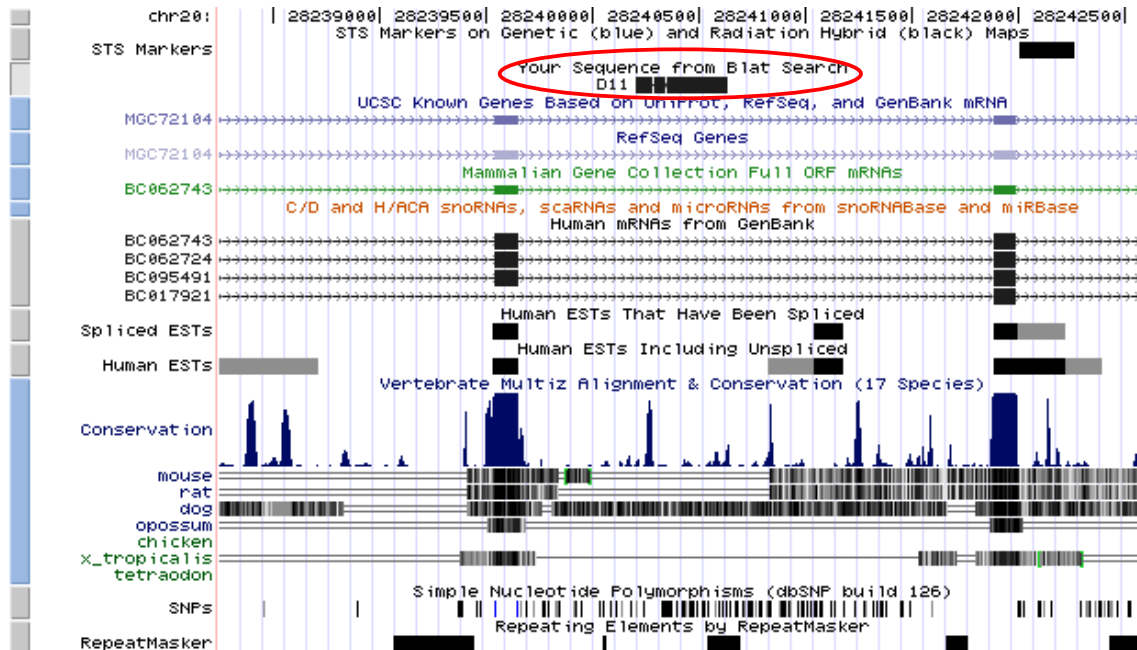 chr20: | 28239000| 28239500| 28240000| 28240500| 28241000| 28241500| 28242000| 28242500|
STS Markers on Genetic (blue) and Radiation Hybrid (black) Maps
STS Markers
Your Sequence from Blat Search
D11
UCSC Known Genes Based on UniProt, RefSeq, and GenBank mRNA
MGC72104
RefSeq Genes
MGC72104
Mammalian Gene Collection Full ORF mRNAs
BC062743
C/D and H/ACA snoRNAs, scaRNAs and microRNAs from snoRNABase and miRBase
Human mRNAs from GenBank
BC062743
BC062724
BC095491
BC017921
Human ESTs That Have Been Spliced
Spliced ESTs
Human ESTs Including Unspliced
Human ESTs
Vertebrate Multiz Alignment & Conservation (17 Species)
Conservation
mouse
rat
dog
opossum
chicken
x_tropicalis
tetraodon
Simple Nucleotide Polymorphisms (dbSNP build 126)
SNPs
Repeating Elements by RepeatMasker
RepeatMasker